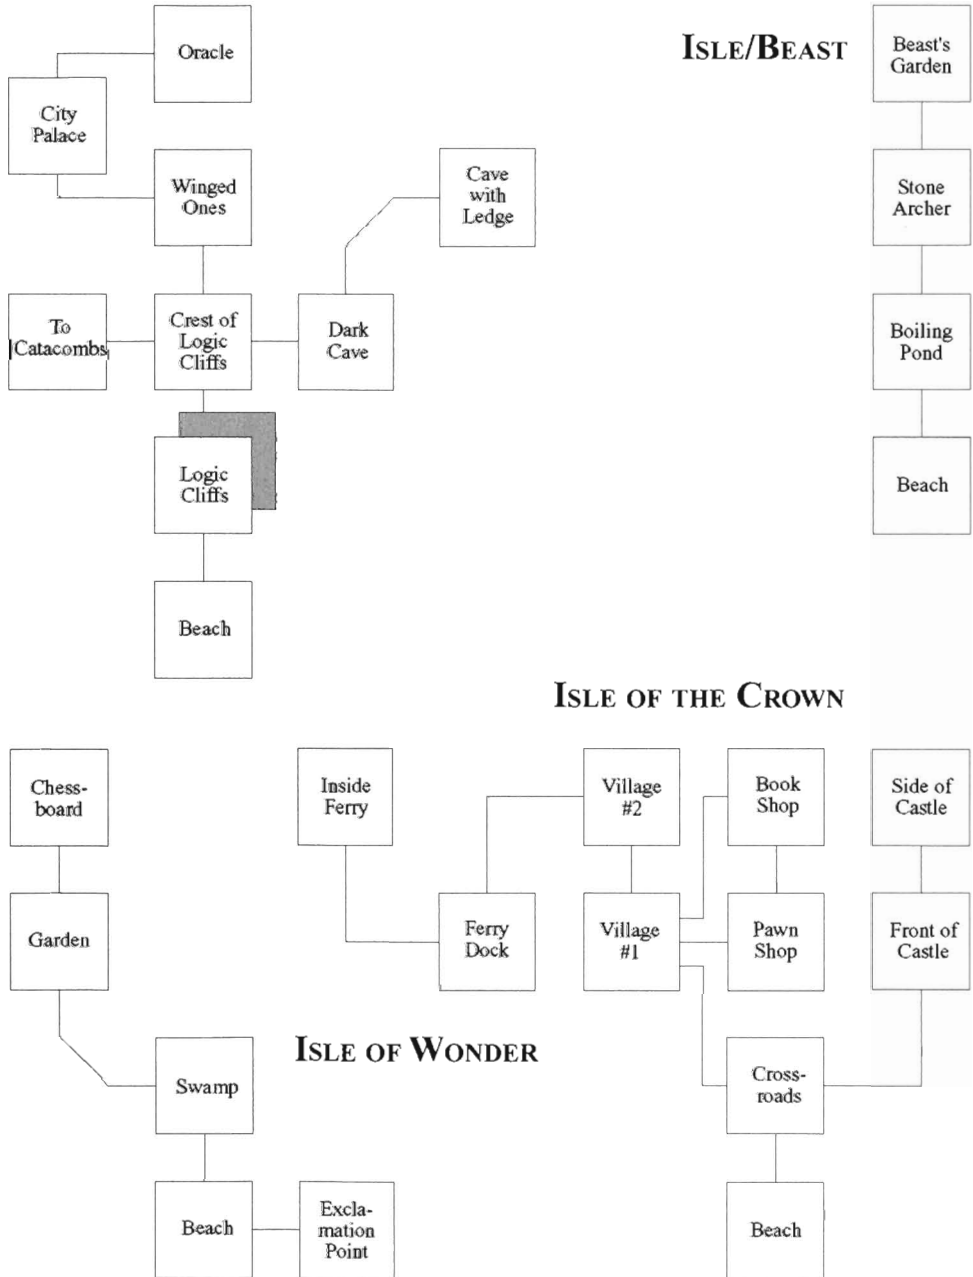 Oracle
ISLE/BEAST
Beast's
Garden
City
Palace
Winged
Ones
Cave
with
Ledge
Stone
Archer
To
Catacombs
Crest of
Logic
Cliffs
Dark
Cave
Boiling
Pond
Logic
Cliffs
Beach
Beach
ISLE OF THE CROWN
Chess-
board
Inside
Ferry
Village
#2
Book
Shop
Side of
Castle
Garden
Ferry
Dock
Village
#1
Pawn
Shop
Front of
Castle
ISLE OF WONDER
Swamp
Cross-
roads
Beach
Excla-
mation
Point
Beach